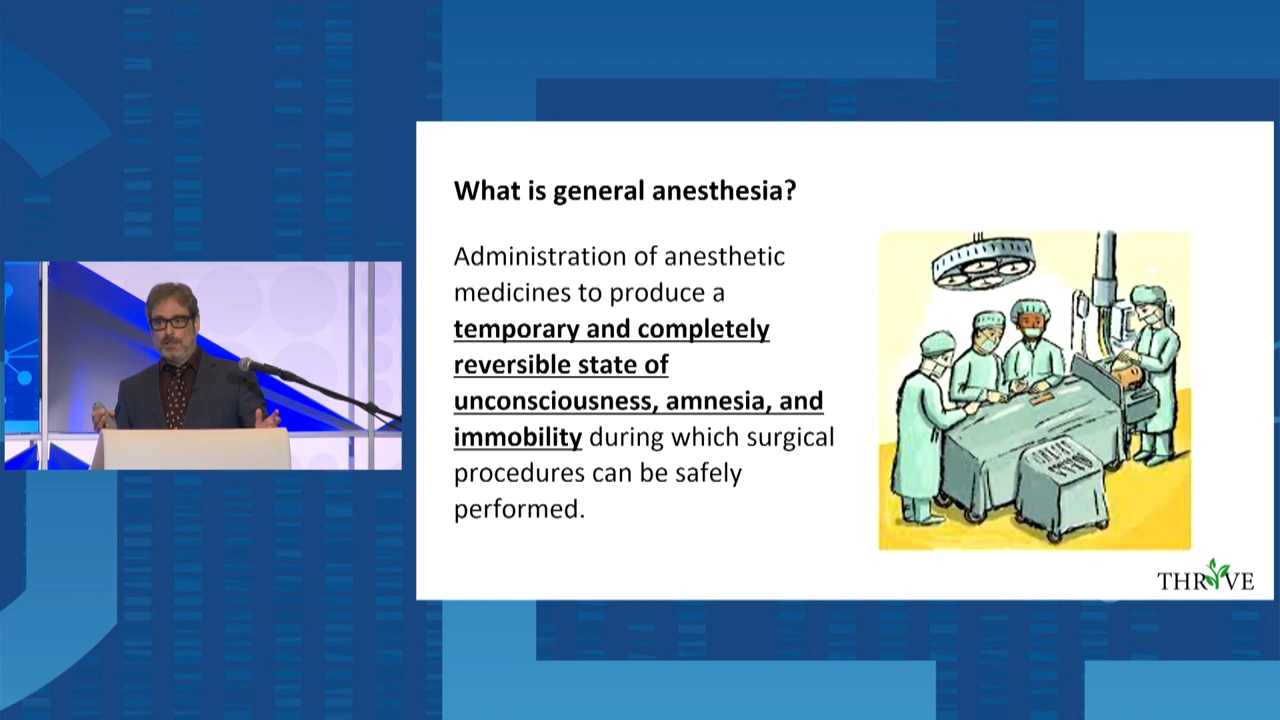 What is general anesthesia?
Administration of anesthetic
medicines to produce a
temporary and completely
reversible state of
unconsciousness, amnesia, and
immobility during which surgical
procedures can be safely
performed.
THRIVE